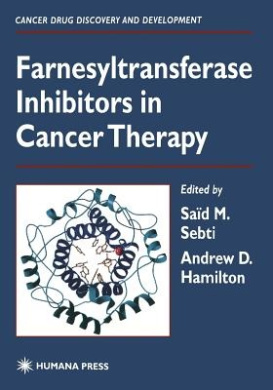 CANCER DRUG DISCOVERY AND DEVELOPMENT
Farnesyltransferase
Inhibitors in
Cancer Therapy
Edited by
Saïd M.
Sebti
Andrew D.
Hamilton
HUMANA PRESS